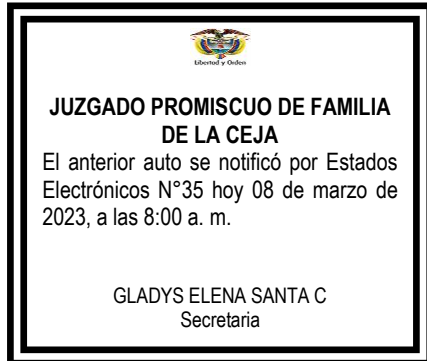 Libertad y Orden
JUZGADO PROMISCUO DE FAMILIA
DE LA CEJA
El anterior auto se notificó por Estados
Electrónicos N°35 hoy 08 de marzo de
2023, a las 8:00 a. m.
GLADYS ELENA SANTA C
Secretaria